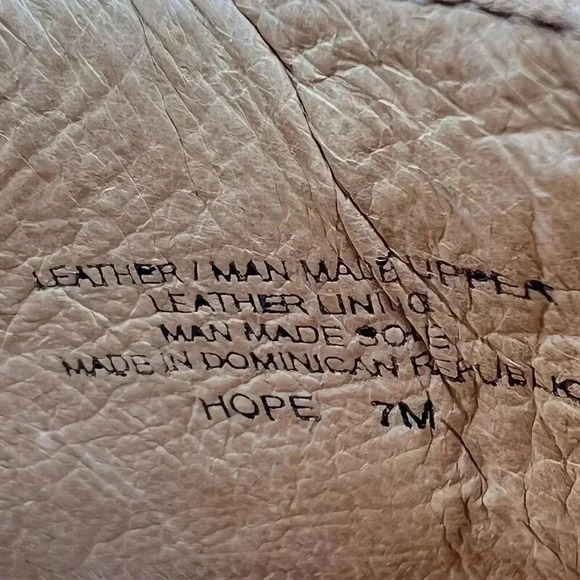 LEATHER / MAN MADE UPPER
LEATHER LINING
MAN MADE SOLE
MADE IN DOMINICAN REPUBLIC
HOPE 7M